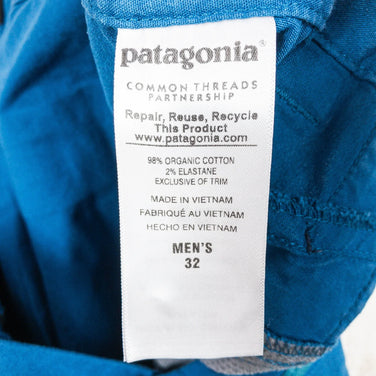 patagonia®
COMMON THREADS
PARTNERSHIP
Repair, Reuse, Recycle
This Product
www.patagonia.com
98% ORGANIC COTTON
2% ELASTANE
EXCLUSIVE OF TRIM
MADE IN VIETNAM
FABRIQUÉ AU VIETNAM
HECHO EN VIETNAM
MEN'S
32